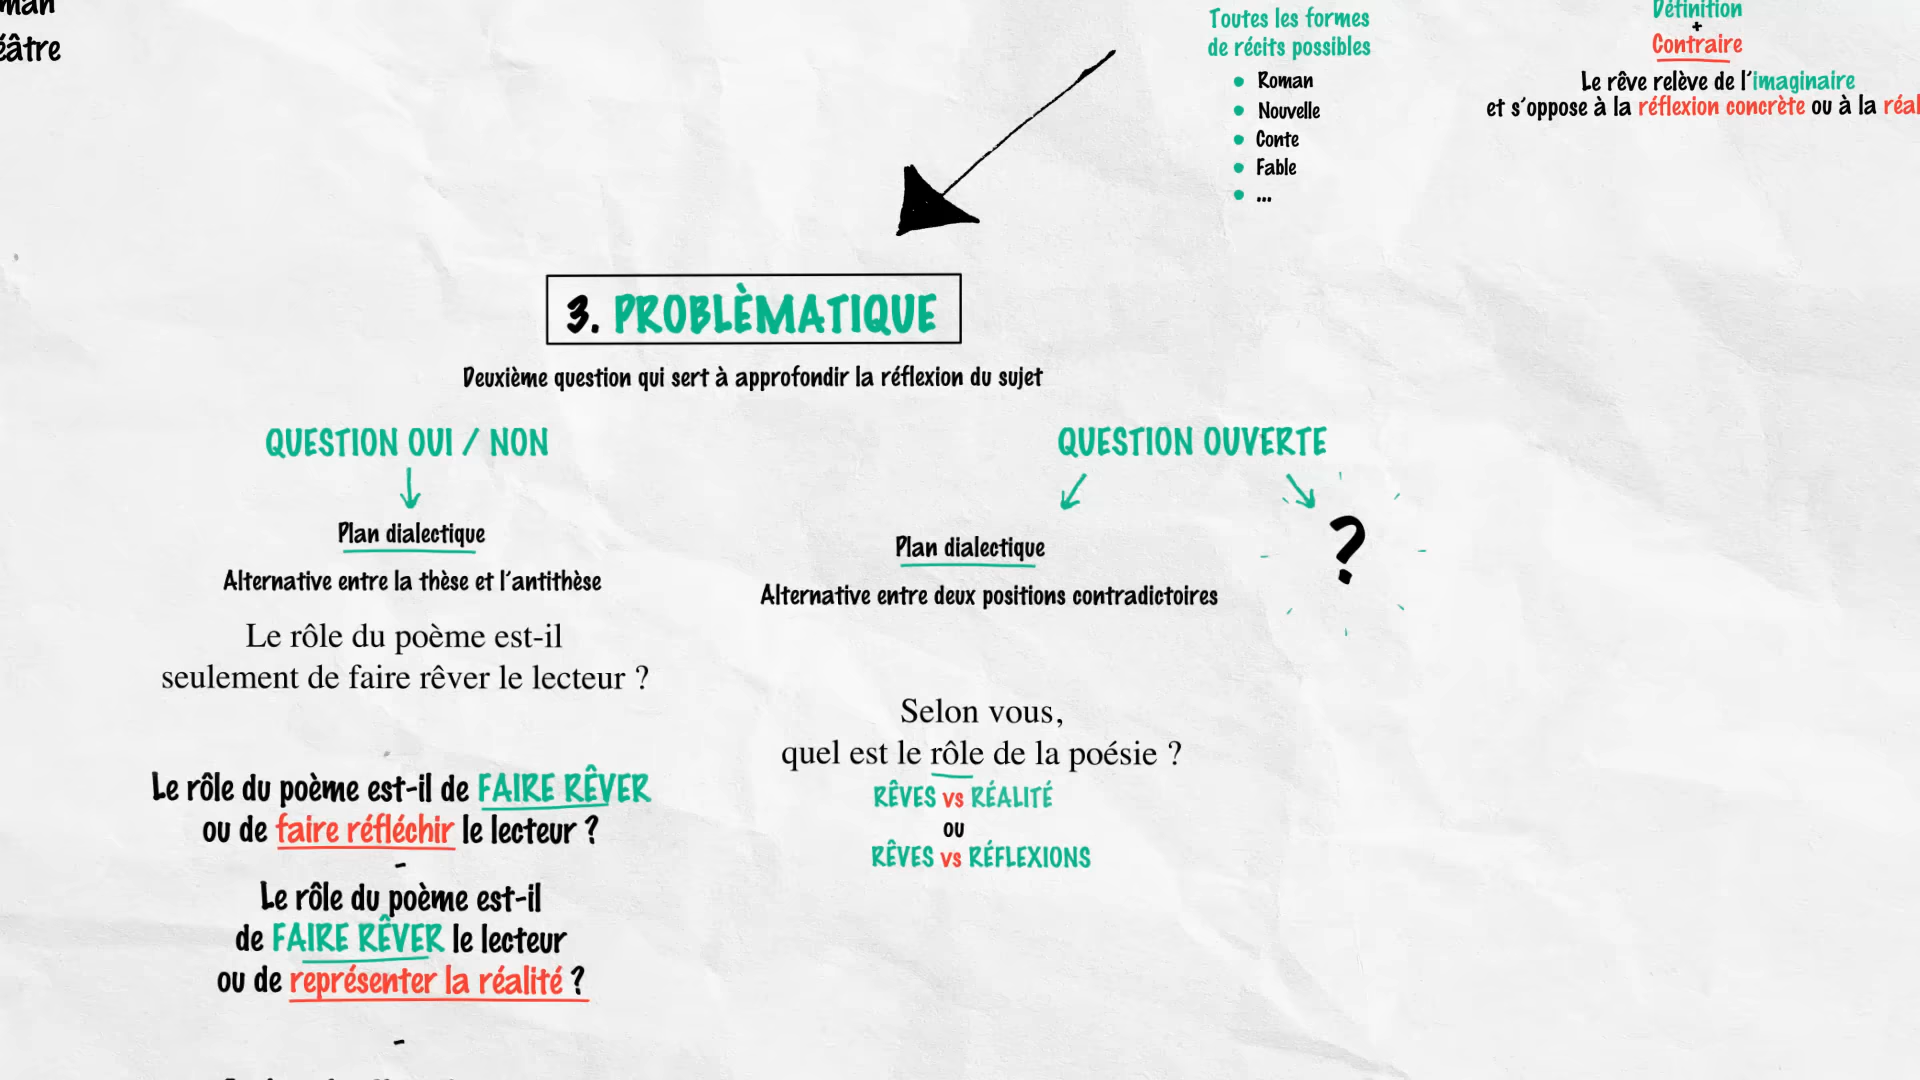 Toutes les formes
de récits possibles
Roman
Nouvelle
Conte
Fable
...
Définition
+
Contraire
Le rêve relève de l'imaginaire
et s'oppose à la réflexion concrète ou à la
3. PROBLÈMATIQUE
Deuxième question qui sert à approfondir la réflexion du sujet
QUESTION OUI / NON
Plan dialectique
Alternative entre la thèse et l'antithèse
Le rôle du poème est-il
seulement de faire rêver le lecteur ?
Le rôle du poème est-il de FAIRE RÊVER
ou de faire réfléchir le lecteur ?
-
Le rôle du poème est-il
de FAIRE RÊVER le lecteur
ou de représenter la réalité ?
-
QUESTION OUVERTE
Plan dialectique
Alternative entre deux positions contradictoires
?
Selon vous,
quel est le rôle de la poésie ?
RÊVES vs RÉALITÉ
ou
RÊVES vs RÉFLEXIONS